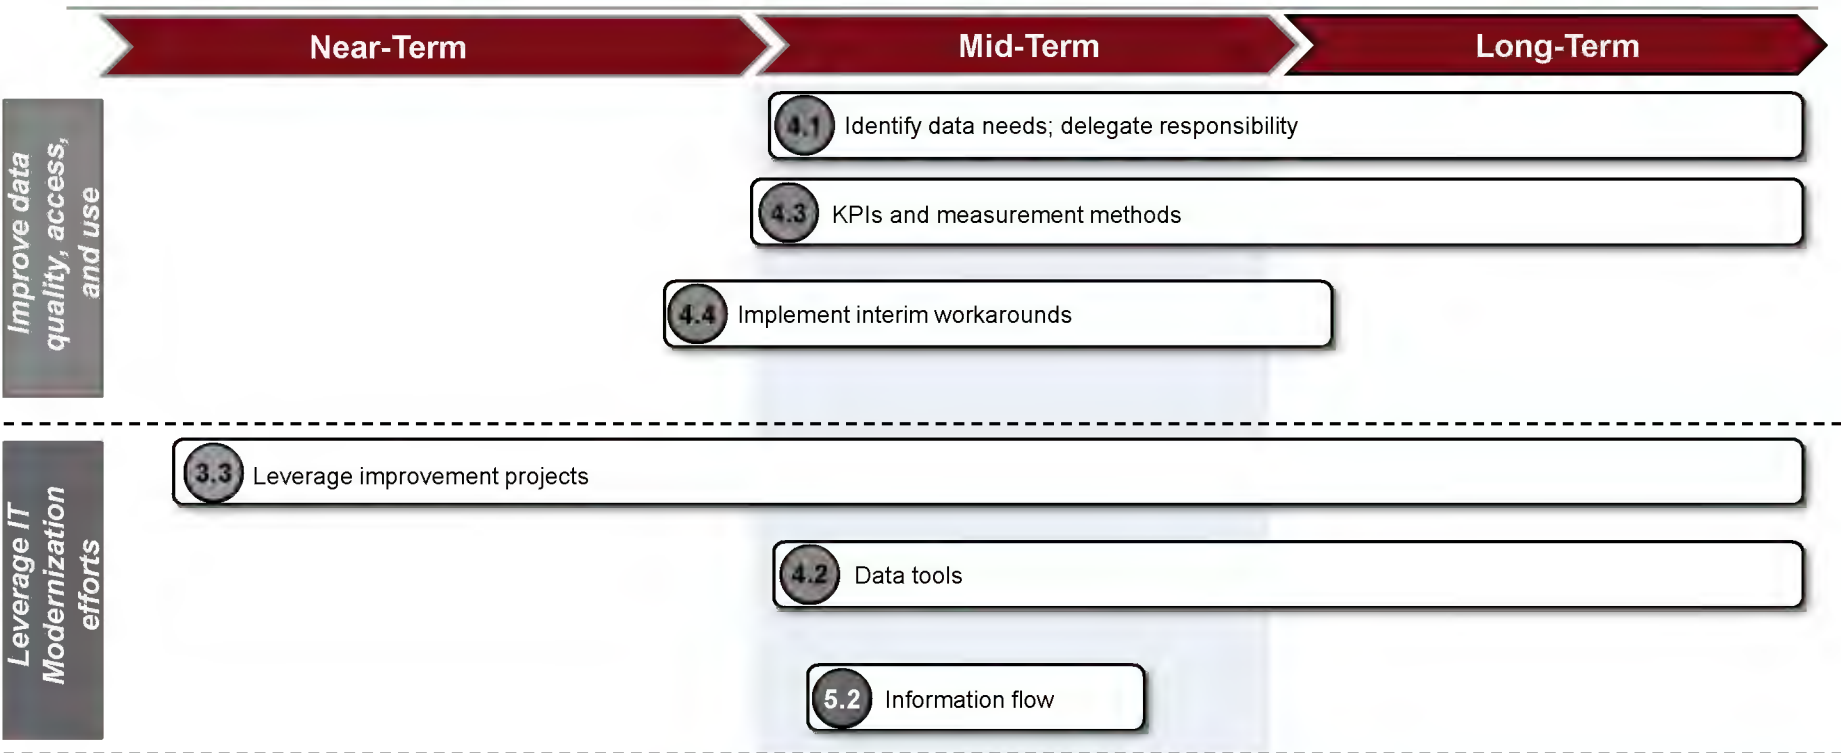 Near-Term
Mid-Term
Long-Term
Improve data
quality, access,
and use
4.1 Identify data needs; delegate responsibility
4.3 KPIs and measurement methods
4.4 Implement interim workarounds
Leverage IT
Modernization
efforts
3.3 Leverage improvement projects
4.2 Data tools
5.2 Information flow